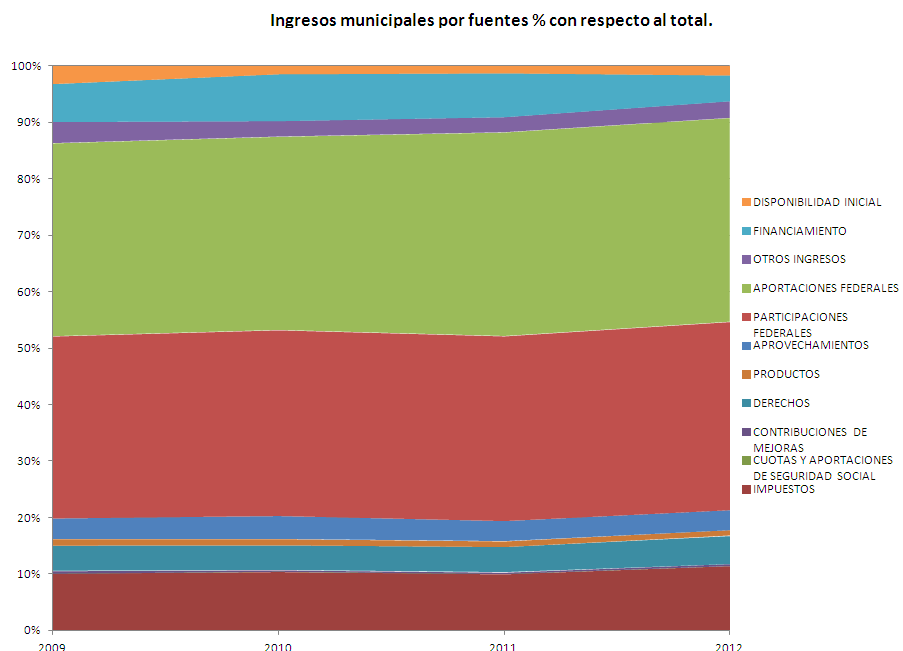 Ingresos municipales por fuentes % con respecto al total.
100%
90%
80%
70%
60%
50%
40%
30%
20%
10%
0%
2009
2010
2011
2012
DISPONIBILIDAD INICIAL
FINANCIAMIENTO
OTROS INGRESOS
APORTACIONES FEDERALES
PARTICIPACIONES
FEDERALES
APROVECHAMIENTOS
PRODUCTOS
DERECHOS
CONTRIBUCIONES DE
MEJORAS
CUOTAS Y APORTACIONES
DE SEGURIDAD SOCIAL
IMPUESTOS